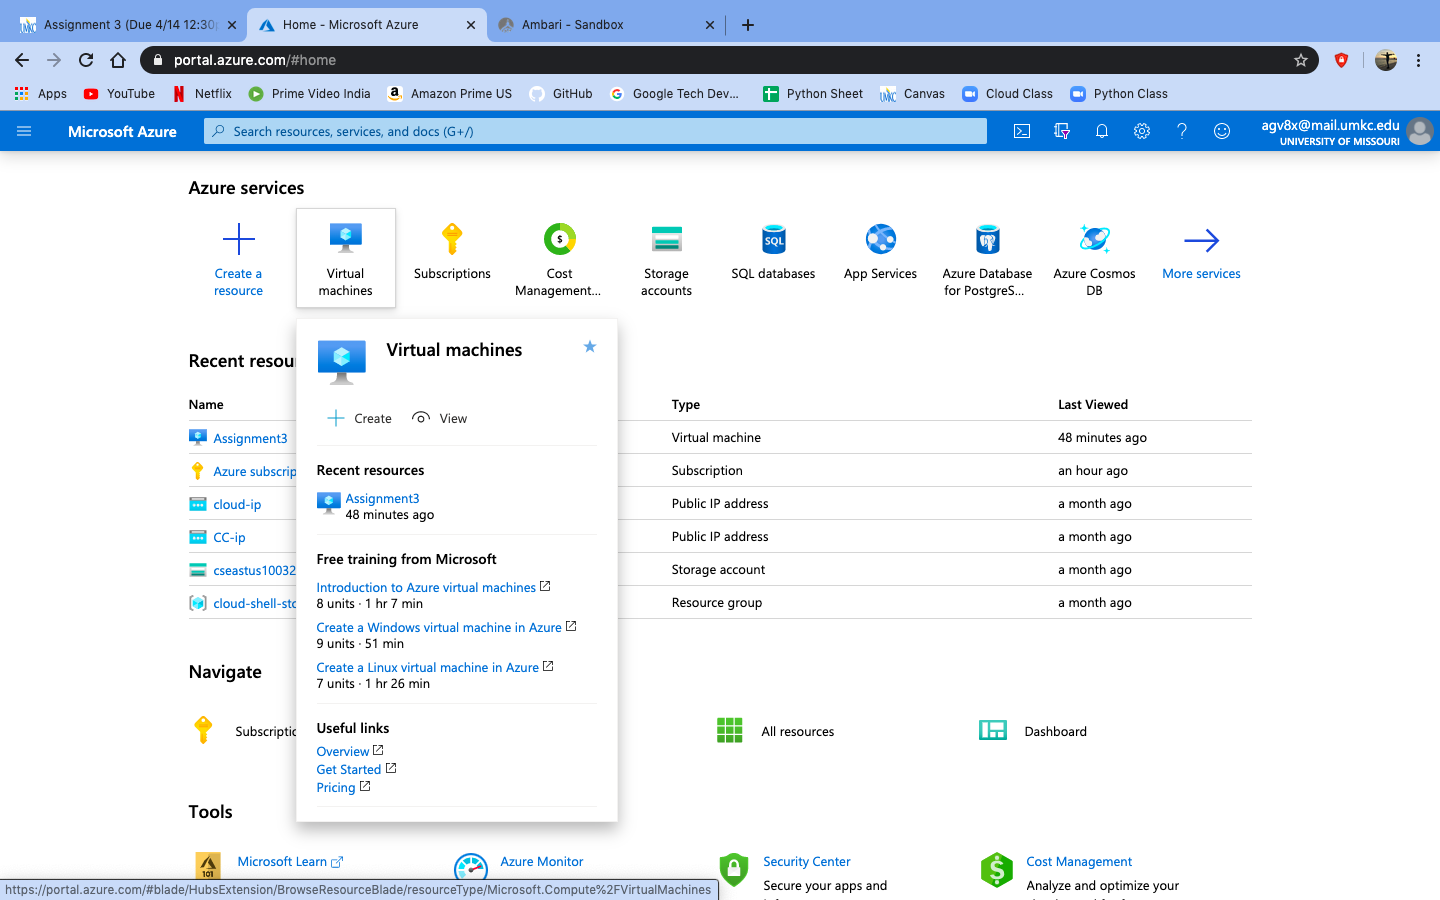 Assignment 3 (Due 4/14 12:30p
Home - Microsoft Azure
Ambari - Sandbox
portal.azure.com/#home
Apps
YouTube
Netflix
Prime Video India
Amazon Prime US
GitHub
Google Tech Dev...
Python Sheet
Canvas
Cloud Class
Python Class
Microsoft Azure
Search resources, services, and docs (G+/)
agv8x@mail.umkc.edu
UNIVERSITY OF MISSOURI
Azure services
Create a
resource
Virtual
machines
Subscriptions
Cost
Management...
Storage
accounts
SQL
SQL databases
App Services
Azure Database
for PostgreS...
Azure Cosmos
DB
More services
Virtual machines
Create
View
Recent resources
Assignment3
48 minutes ago
Free training from Microsoft
Introduction to Azure virtual machines
8 units · 1 hr 7 min
Create a Windows virtual machine in Azure
9 units · 51 min
Create a Linux virtual machine in Azure
7 units · 1 hr 26 min
Useful links
Overview
Get Started
Pricing
Recent resou
Name
Type
Last Viewed
Assignment3
Virtual machine
48 minutes ago
Azure subscrip
Subscription
an hour ago
cloud-ip
Public IP address
a month ago
CC-ip
Public IP address
a month ago
cseastus10032
Storage account
a month ago
cloud-shell-sto
Resource group
a month ago
Navigate
Subscriptio
All resources
Dashboard
Tools
101
Microsoft Learn
Azure Monitor
Security Center
Secure your apps and
Cost Management
Analyze and optimize your
https://portal.azure.com/#blade/HubsExtension/BrowseResourceBlade/resourceType/Microsoft.Compute%2FVirtualMachines